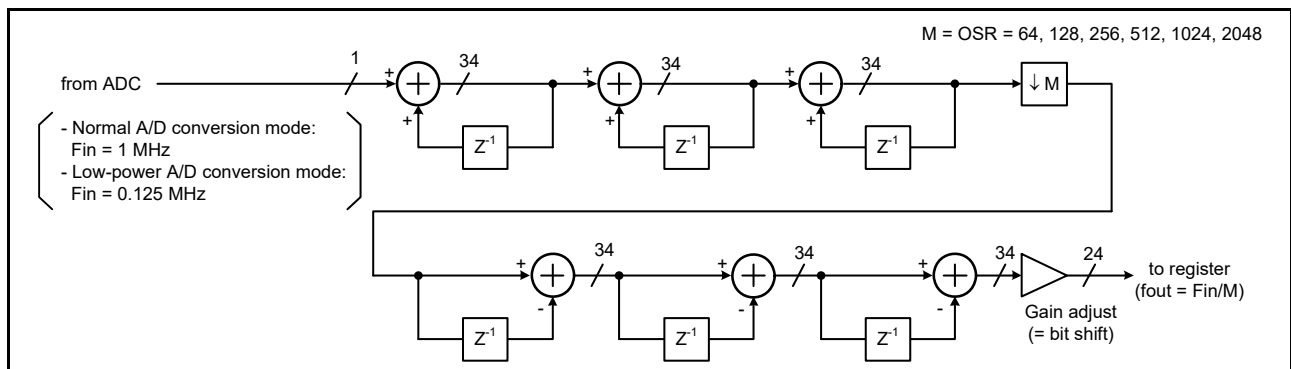 M = OSR = 64, 128, 256, 512, 1024, 2048
from ADC
1
+
+
34
+
+
34
+
+
34
↓ M
- Normal A/D conversion mode:
Fin = 1 MHz
- Low-power A/D conversion mode:
Fin = 0.125 MHz
Z-1
Z-1
Z-1
+
-
34
+
-
34
+
-
34
24
to register
(fout = Fin/M)
Gain adjust
(= bit shift)
Z-1
Z-1
Z-1